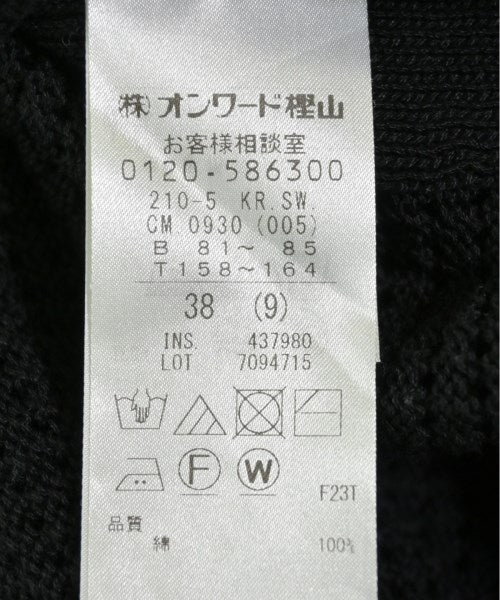 (株)オンワード樫山
お客様相談室
0120-586300
210-5 KR.SW.
CM 0930 (005)
B 81〜 85
T158〜164
38 (9)
INS. 437980
LOT 7094715
F W
F23T
品質
綿 100%